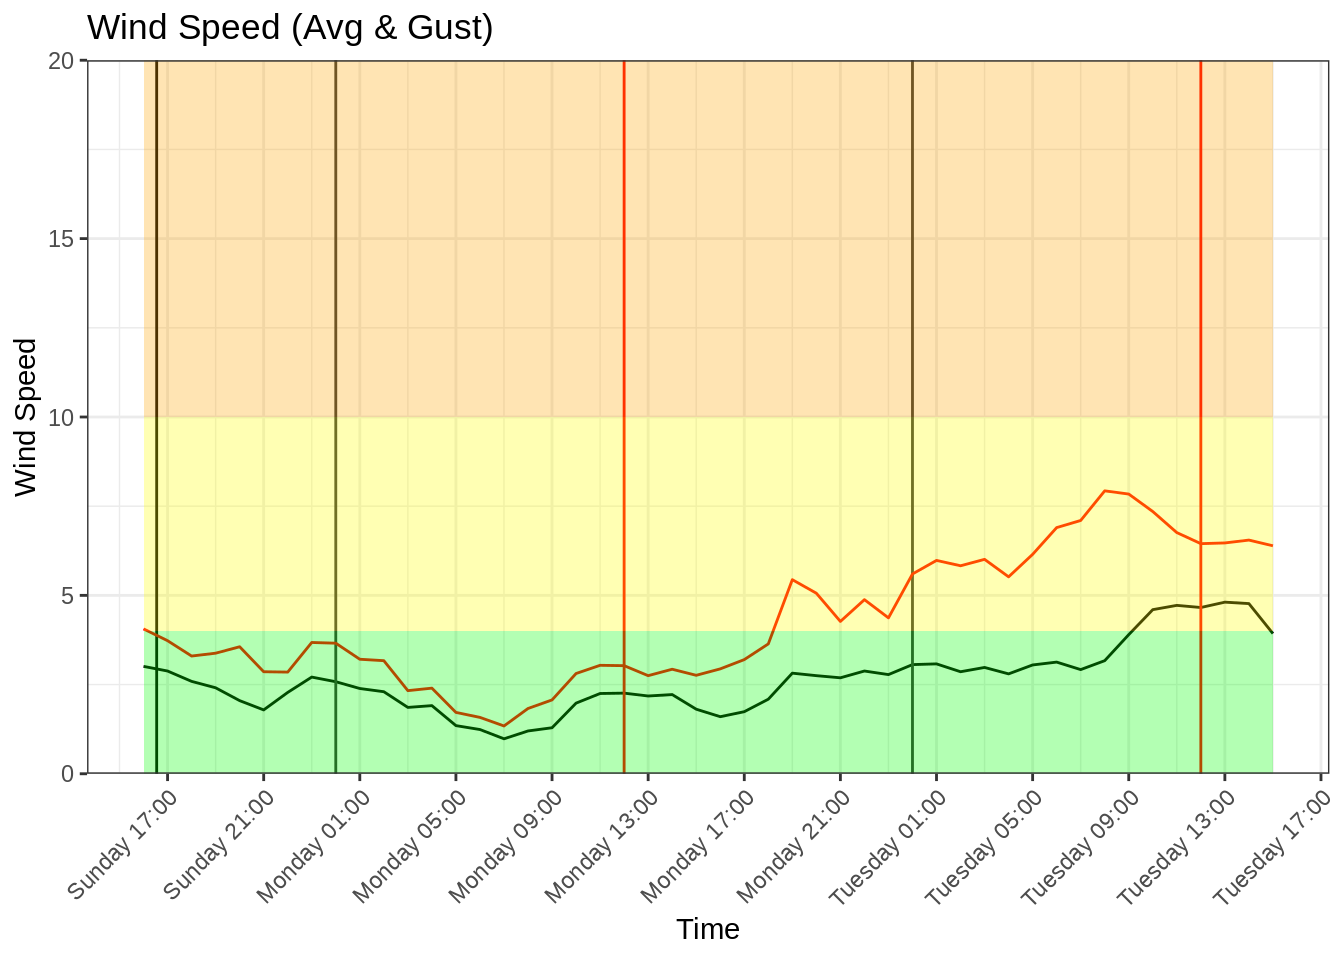 Wind Speed (Avg & Gust)
20
15
10
5
0
Wind Speed
Sunday 17:00
Sunday 21:00
Monday 01:00
Monday 05:00
Monday 09:00
Monday 13:00
Monday 17:00
Monday 21:00
Tuesday 01:00
Tuesday 05:00
Tuesday 09:00
Tuesday 13:00
Tuesday 17:00
Time